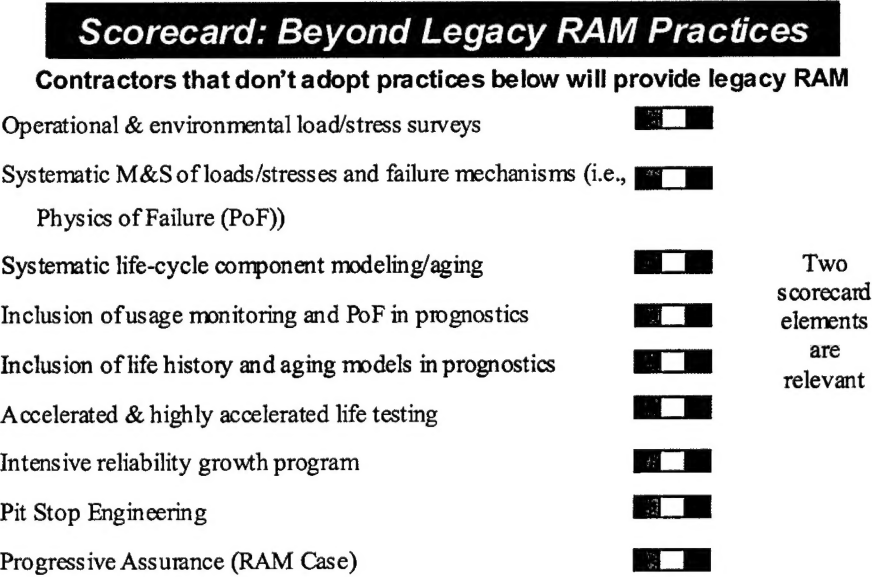 Scorecard: Beyond Legacy RAM Practices
Contractors that don't adopt practices below will provide legacy RAM
Operational & environmental load/stress surveys
Systematic M&S of loads/stresses and failure mechanisms (i.e.,
Physics of Failure (PoF))
Systematic life-cycle component modeling/aging
Inclusion of usage monitoring and PoF in prognostics
Inclusion of life history and aging models in prognostics
Accelerated & highly accelerated life testing
Intensive reliability growth program
Pit Stop Engineering
Progressive Assurance (RAM Case)
Two
scorecard
elements
are
relevant